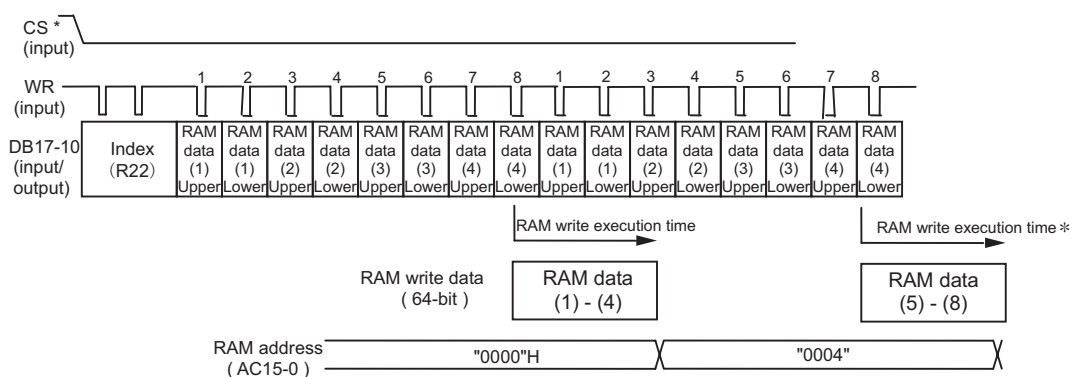 CS *
(input)
1 2 3 4 5 6 7 8 1 2 3 4 5 6 7 8
WR
(input)
DB17-10
(input/
output)
Index
(R22)
RAM data (1) Upper
RAM data (1) Lower
RAM data (2) Upper
RAM data (2) Lower
RAM data (3) Upper
RAM data (3) Lower
RAM data (4) Upper
RAM data (4) Lower
RAM data (1) Upper
RAM data (1) Lower
RAM data (2) Upper
RAM data (2) Lower
RAM data (3) Upper
RAM data (3) Lower
RAM data (4) Upper
RAM data (4) Lower
RAM write execution time
RAM write execution time *
RAM write data
( 64-bit )
RAM data
(1) - (4)
RAM data
(5) - (8)
RAM address
( AC15-0 )
"0000"H
"0004"